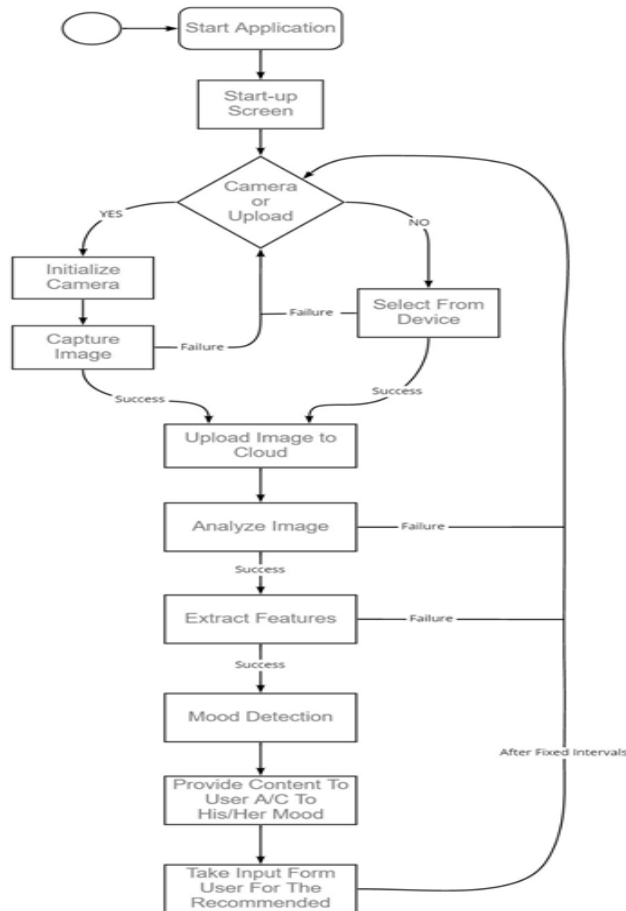 Start Application
Start-up
Screen
Camera
or
Upload
YES
NO
Initialize
Camera
Select From
Device
Failure
Capture
Image
Failure
Success
Success
Upload Image to
Cloud
Analyze Image
Failure
Success
Extract Features
Failure
Success
Mood Detection
After Fixed Intervals
Provide Content To
User A/C To
His/Her Mood
Take Input Form
User For The
Recommended